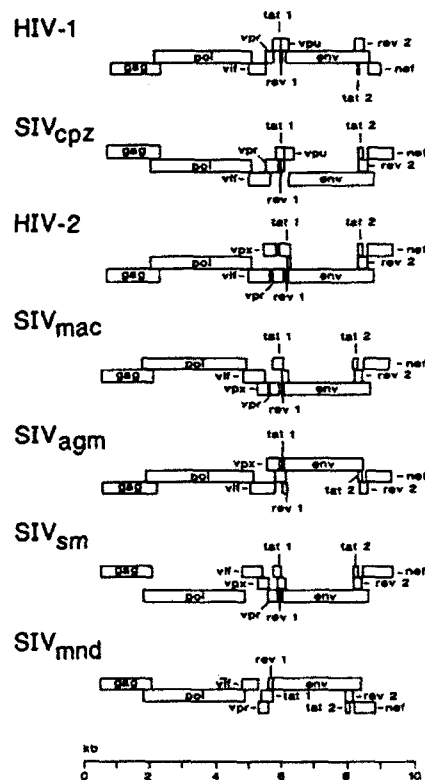 HIV-1
tat 1
vpr vpu rev 2
pol env
gag vif rev 1 nef
tat 2
SIVcpz
tat 1 tat 2
gag vpr vpu nef
pol rev 2
vif env
rev 1
HIV-2
tat 1 tat 2
vpx nef
pol rev 2
gag vif env
vpr rev 1
SIVmac
tat 1 tat 2
pol vif nef
gag rev 2
vpx env
vpr rev 1
SIVagm
tat 1
vpx env
pol nef
gag vif tat 2 rev 2
rev 1
SIVsm
tat 1 tat 2
gag vif nef
vpx rev 2
pol env
vpr rev 1
SIVmnd
rev 1
gag vif env
pol tat 1 rev 2
vpr tat 2 nef
kb
0 2 4 6 8 10